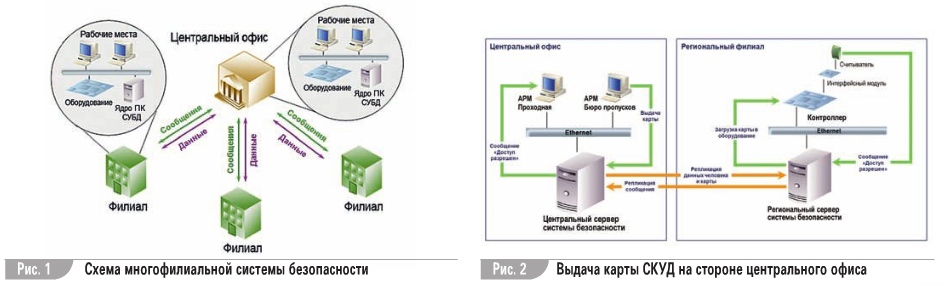 Рабочие места
Оборудование
Ядро ПК
СУБД
Центральный офис
Рабочие места
Оборудование
Ядро ПК
СУБД
Сообщения
Данные
Сообщения
Данные
Сообщения
Данные
Филиал
Филиал
Филиал
Рис. 1
Схема многофилиальной системы безопасности
Центральный офис
АРМ
Проходная
АРМ
Бюро пропусков
Выдача
карты
Ethernet
Сообщение
«Доступ
разрешен»
Центральный сервер
системы безопасности
Репликация
данных человека
и карты
Репликация
сообщения
Региональный филиал
Считыватель
Интерфейсный модуль
Контроллер
Загрузка карты в
оборудование
Ethernet
Сообщение
«Доступ
разрешен»
Региональный сервер
системы безопасности
Рис. 2
Выдача карты СКУД на стороне центрального офиса